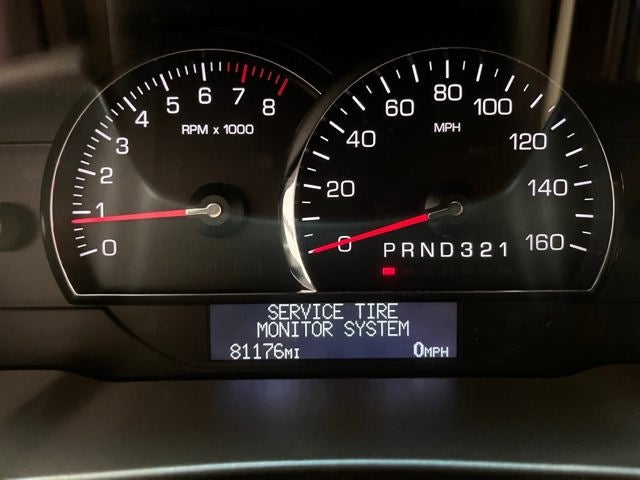 0 1 2 3 4 5 6 7 8
RPM x 1000
0 20 40 60 80 100 120 140 160
MPH
PRND321
SERVICE TIRE
MONITOR SYSTEM
81176MI 0MPH